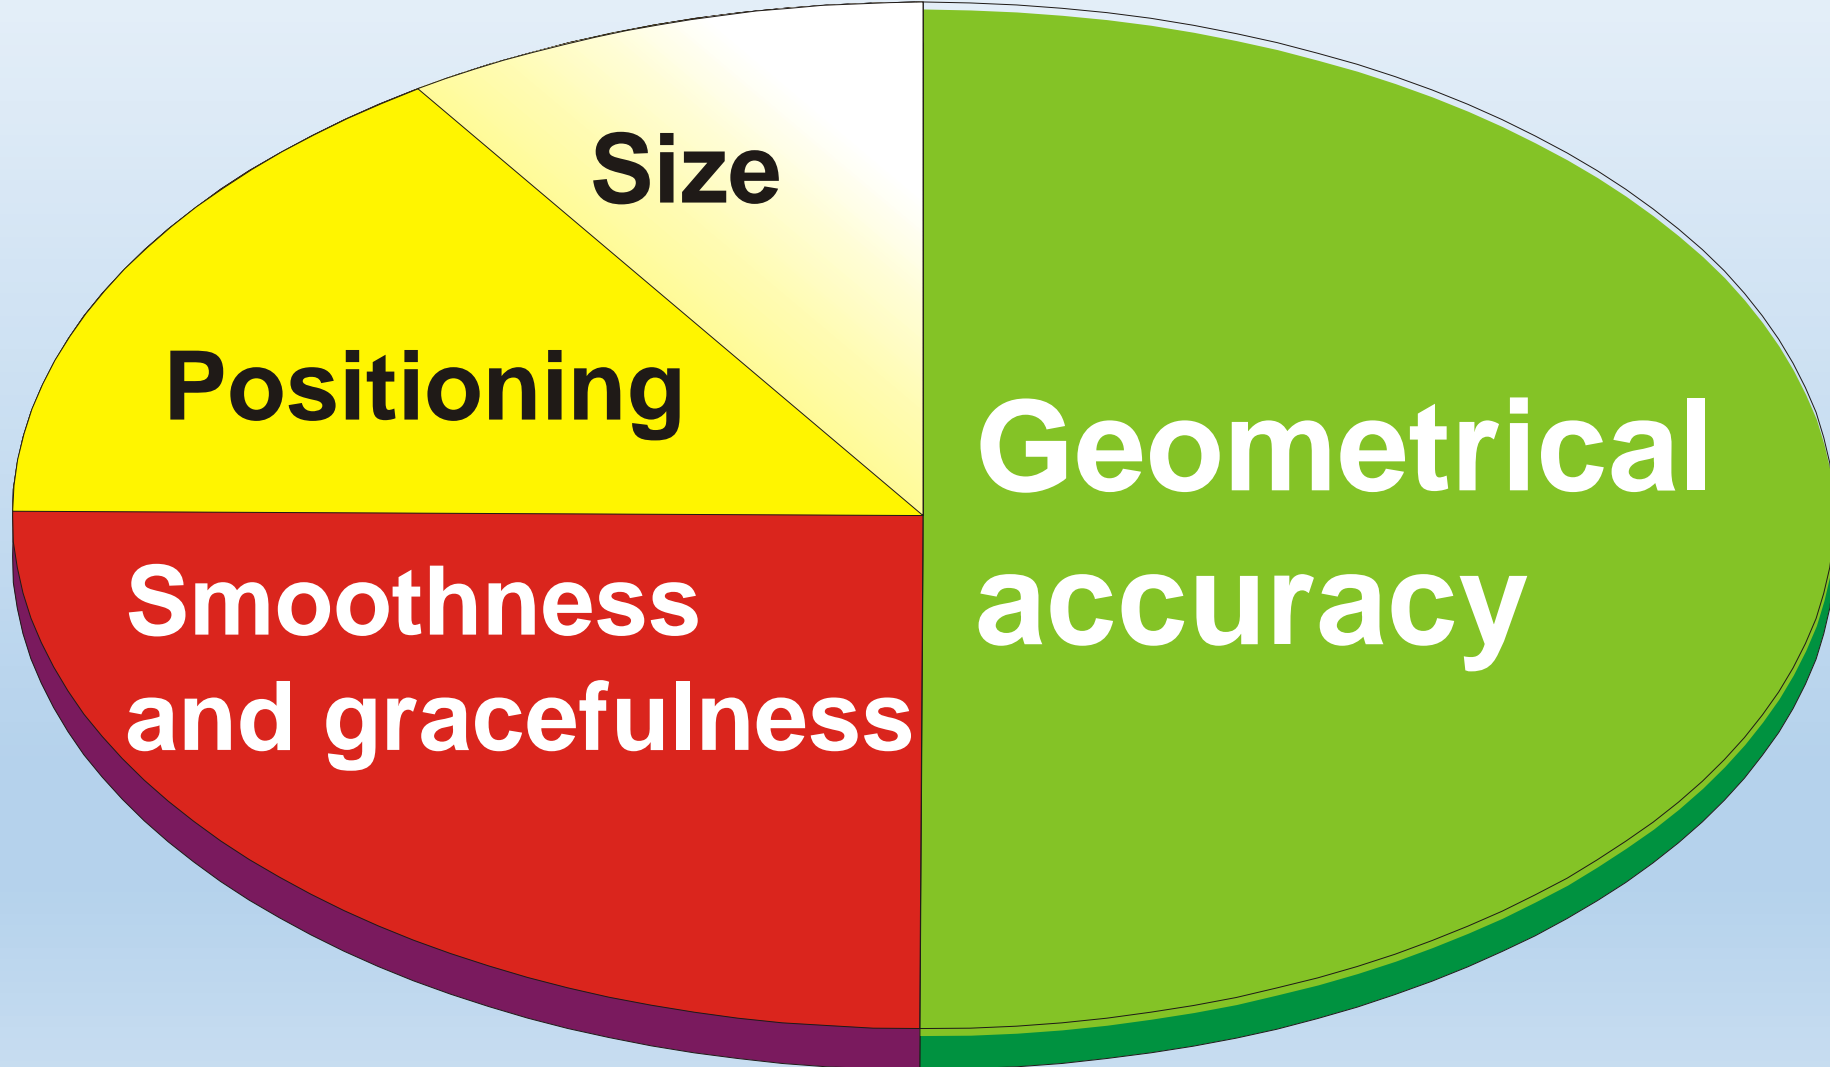 Size
Positioning
Geometrical
accuracy
Smoothness
and gracefulness